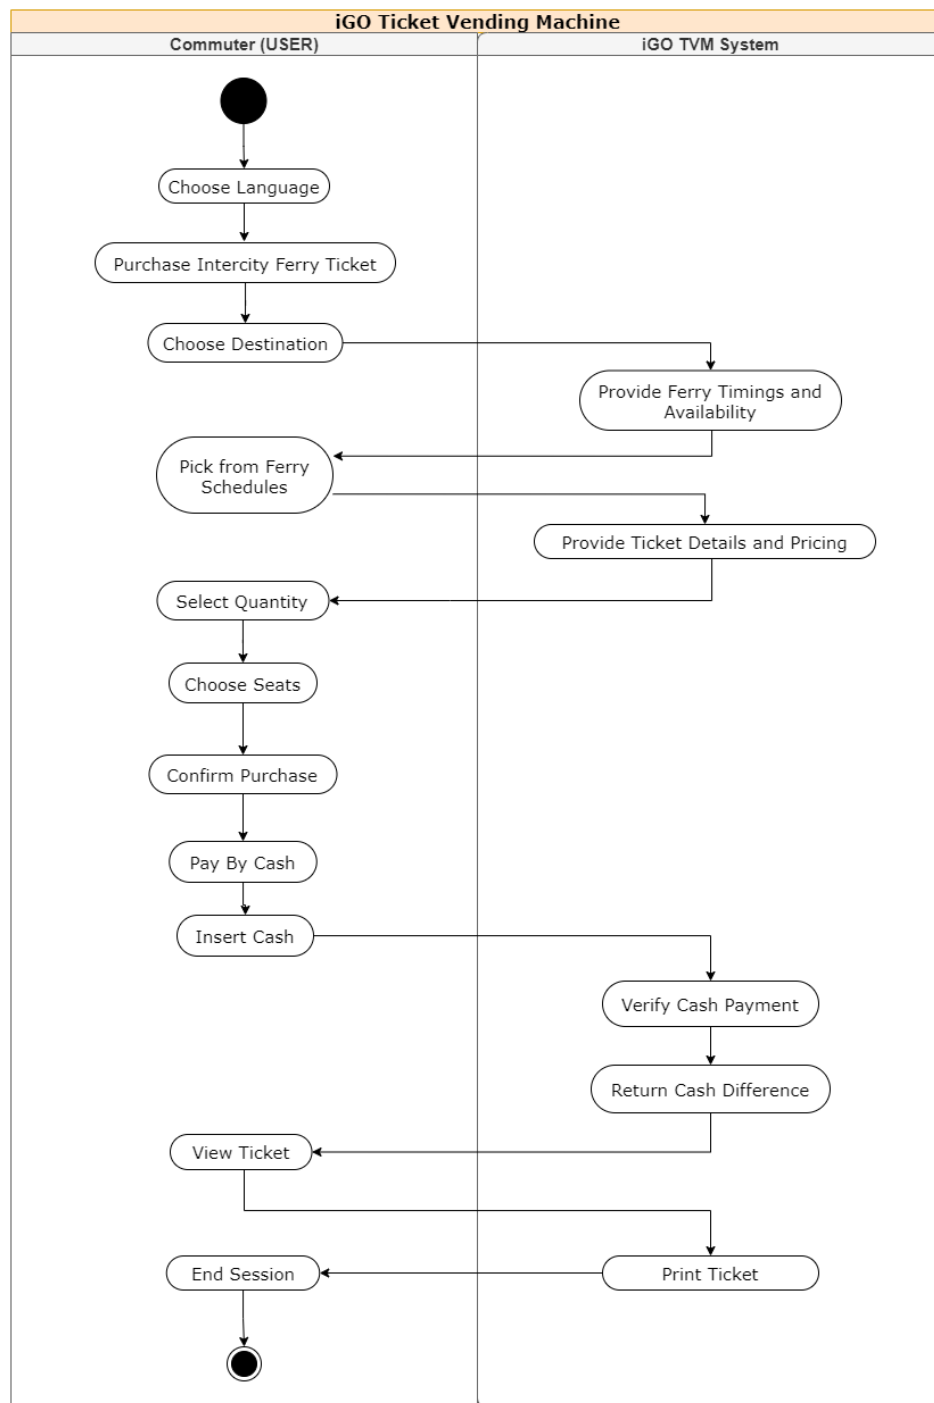 iGO Ticket Vending Machine
Commuter (USER)
iGO TVM System
Choose Language
Purchase Intercity Ferry Ticket
Choose Destination
Provide Ferry Timings and
Availability
Pick from Ferry
Schedules
Provide Ticket Details and Pricing
Select Quantity
Choose Seats
Confirm Purchase
Pay By Cash
Insert Cash
Verify Cash Payment
Return Cash Difference
View Ticket
Print Ticket
End Session